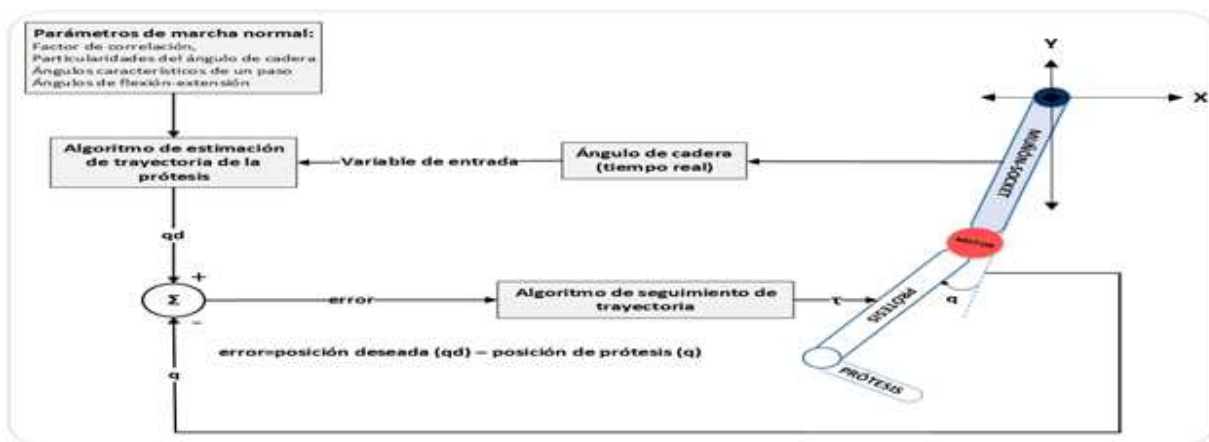 Parámetros de marcha normal:
Factor de correlación,
Particularidades del ángulo de cadera
Ángulos característicos de un paso
Ángulos de flexión-extensión
Y
X
Algoritmo de estimación
de trayectoria de la
prótesis
Variable de entrada
Ángulo de cadera
(tiempo real)
MUÑÓN-SOCKET
MOTOR
qd
+
Σ
−
error
Algoritmo de seguimiento de
trayectoria
τ
PRÓTESIS
q
error=posición deseada (qd) – posición de prótesis (q)
q
PRÓTESIS